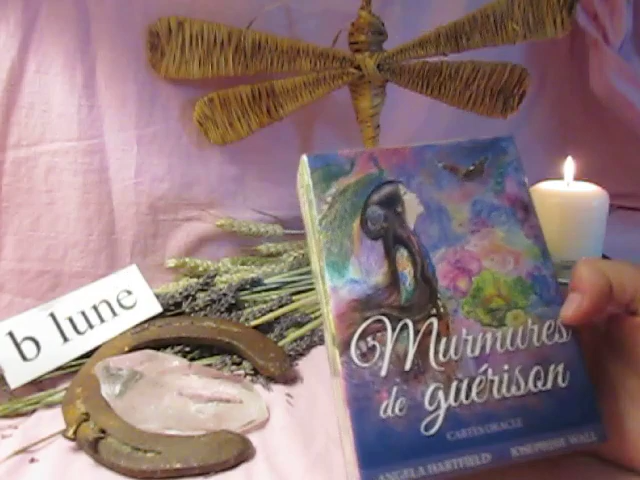 b lune
Murmures
de guérison
CARTES ORACLE
ANGELA HARTFIELD JOSEPHINE WALL